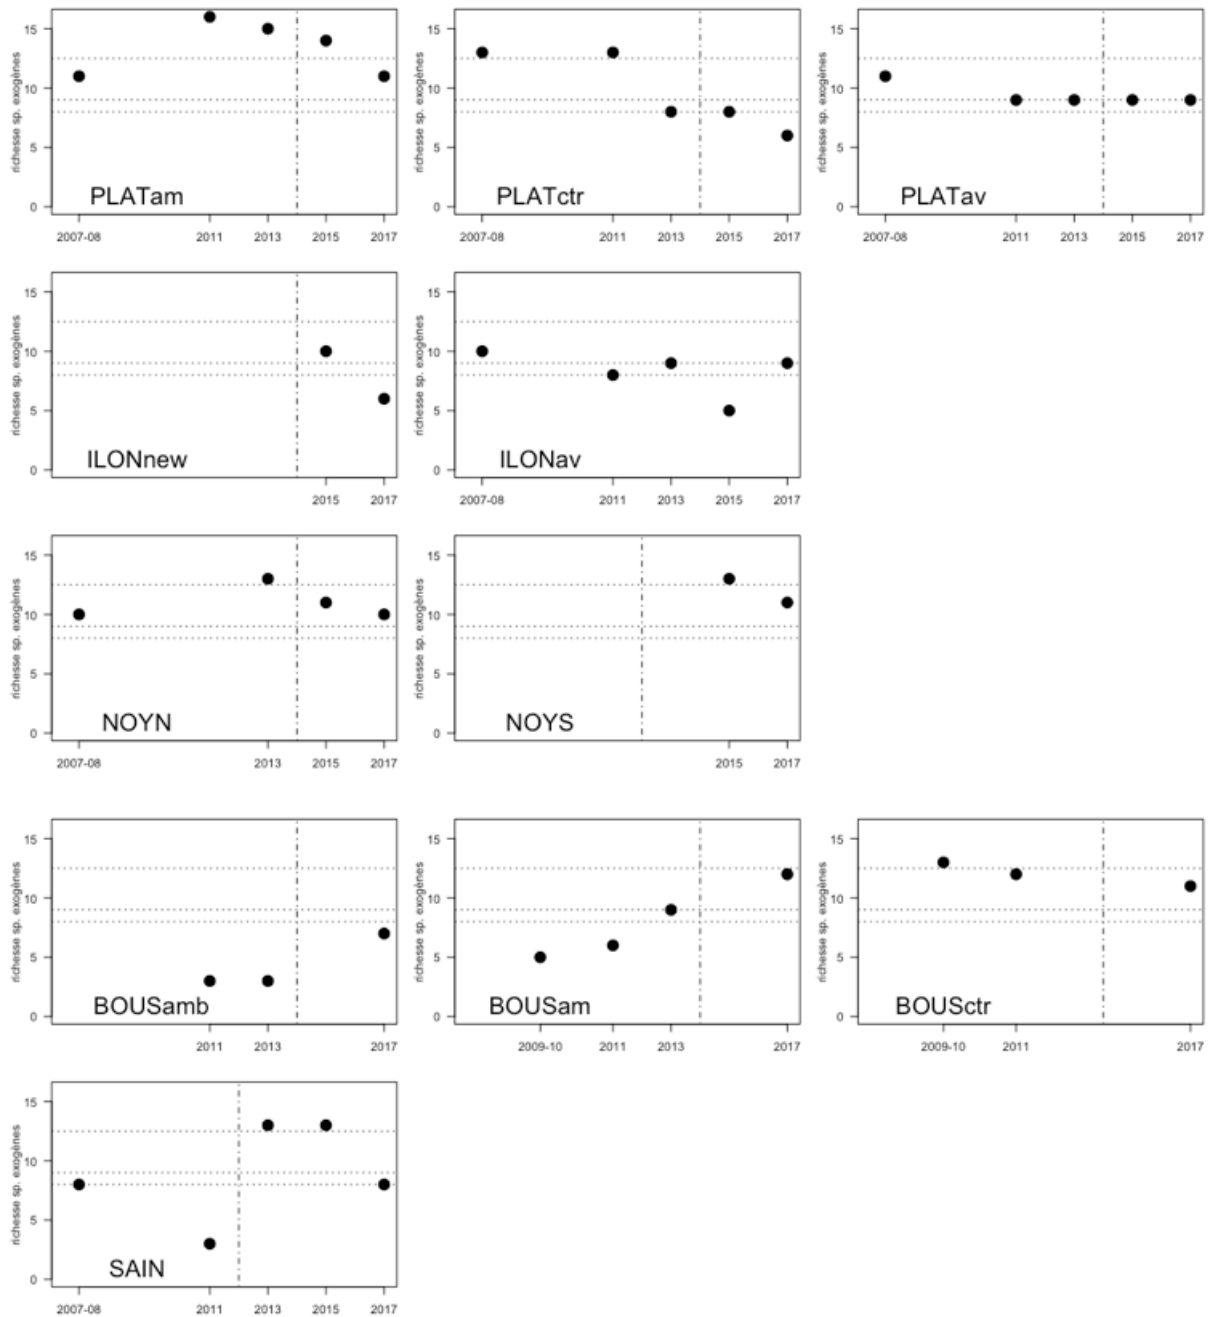 richesse sp. exogènes
15
10
5
0
PLATam
2007-08 2011 2013 2015 2017
richesse sp. exogènes
15
10
5
0
PLATctr
2007-08 2011 2013 2015 2017
richesse sp. exogènes
15
10
5
0
PLATav
2007-08 2011 2013 2015 2017
richesse sp. exogènes
15
10
5
0
ILONnew
2015 2017
richesse sp. exogènes
15
10
5
0
ILONav
2007-08 2011 2013 2015 2017
richesse sp. exogènes
15
10
5
0
NOYN
2007-08 2013 2015 2017
richesse sp. exogènes
15
10
5
0
NOYS
2015 2017
richesse sp. exogènes
15
10
5
0
BOUSamb
2011 2013 2017
richesse sp. exogènes
15
10
5
0
BOUSam
2009-10 2011 2013 2017
richesse sp. exogènes
15
10
5
0
BOUSctr
2009-10 2011 2017
richesse sp. exogènes
15
10
5
0
SAIN
2007-08 2011 2013 2015 2017